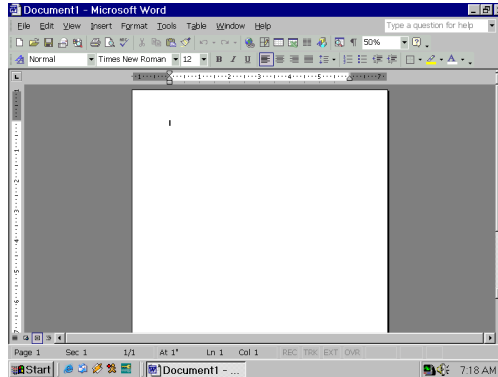 Document1 - Microsoft Word
File Edit View Insert Format Tools Table Window Help Type a question for help
Normal Times New Roman 12 B I U
50%
Page 1 Sec 1 1/1 At 1" Ln 1 Col 1 REC TRK EXT OVR
Start Document1 - ... 7:18 AM